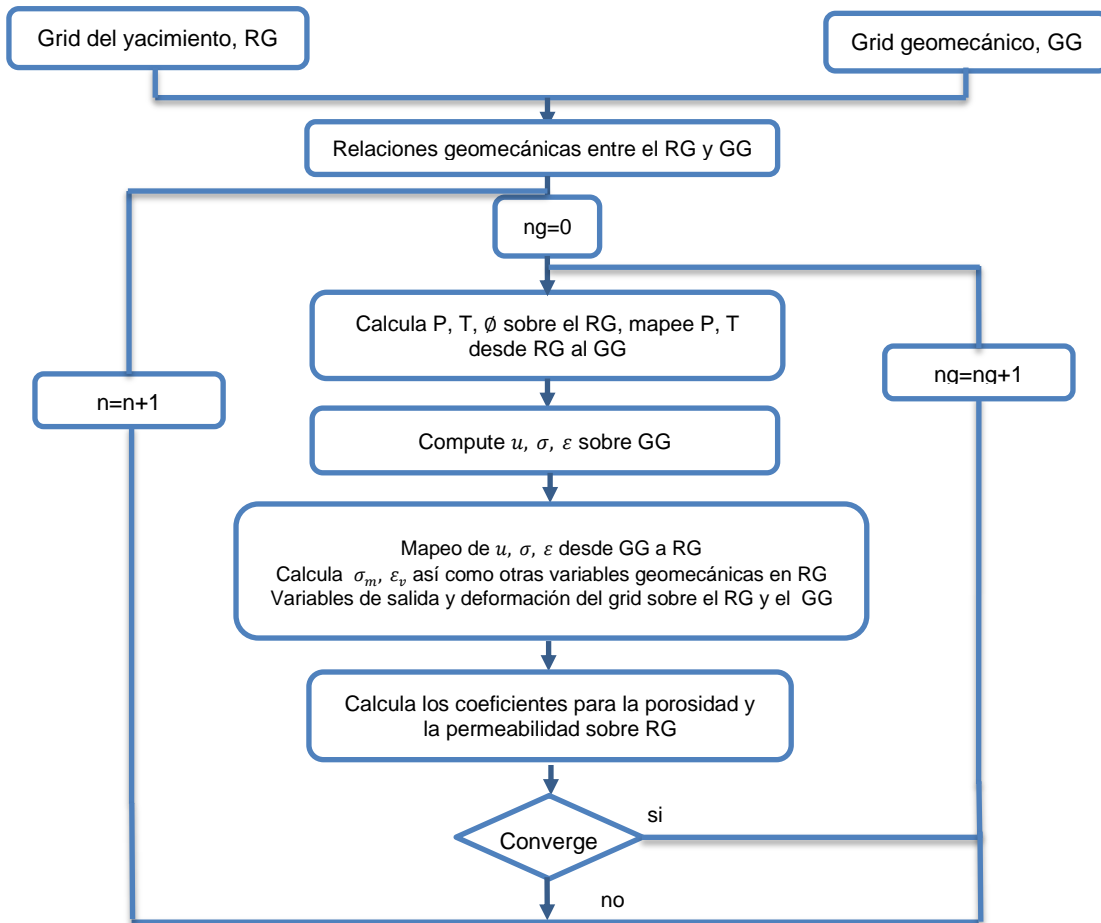 Grid del yacimiento, RG
Grid geomecánico, GG
Relaciones geomecánicas entre el RG y GG
ng=0
Calcula P, T, ∅ sobre el RG, mapee P, T
desde RG al GG
n=n+1
ng=ng+1
Compute u, σ, ε sobre GG
Mapeo de u, σ, ε desde GG a RG
Calcula σm, εv así como otras variables geomecánicas en RG
Variables de salida y deformación del grid sobre el RG y el GG
Calcula los coeficientes para la porosidad y
la permeabilidad sobre RG
si
Converge
no